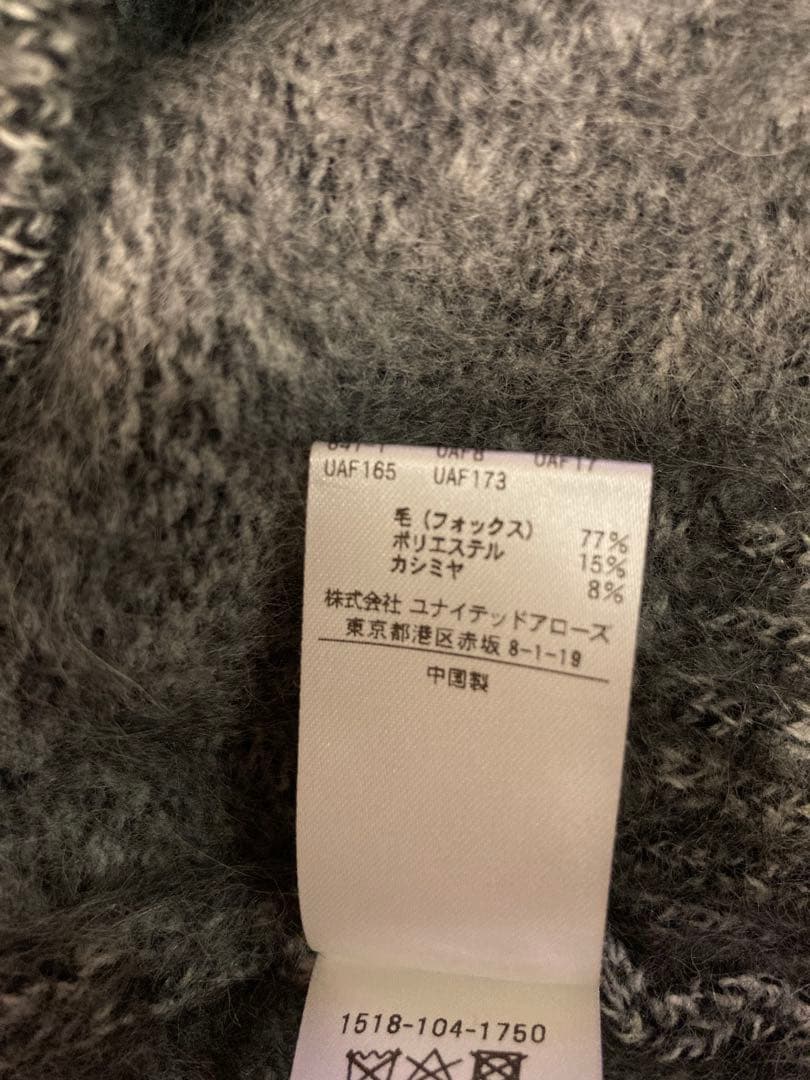 UAF8 UAF17
UAF165 UAF173
毛(フォックス) 77%
ポリエステル 15%
カシミヤ 8%
株式会社 ユナイテッドアローズ
東京都港区赤坂 8-1-19
中国製
1518-104-1750